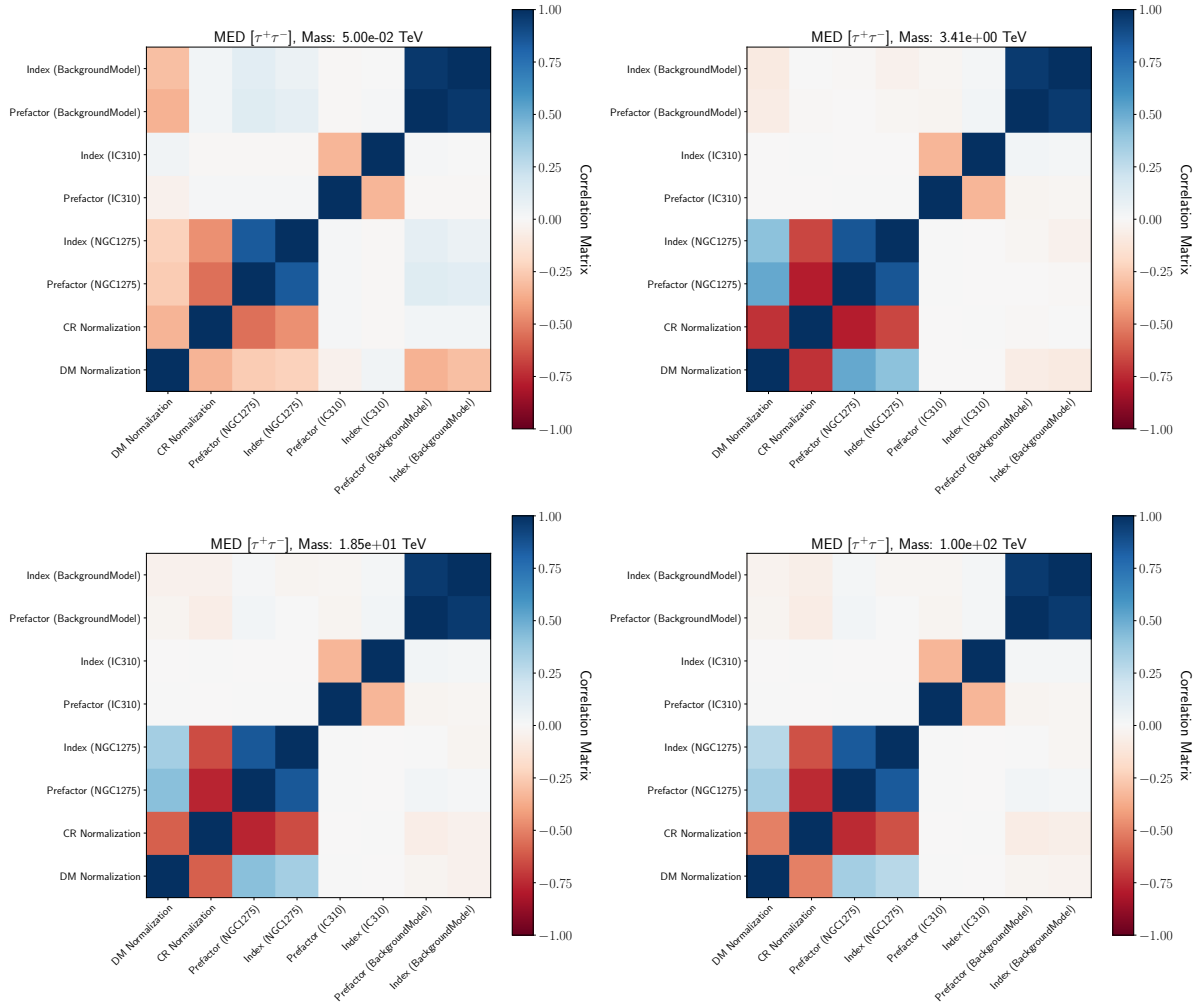 MED [τ⁺τ⁻], Mass: 5.00e-02 TeV
Index (BackgroundModel)
Prefactor (BackgroundModel)
Index (IC310)
Prefactor (IC310)
Index (NGC1275)
Prefactor (NGC1275)
CR Normalization
DM Normalization
DM Normalization
CR Normalization
Prefactor (NGC1275)
Index (NGC1275)
Prefactor (IC310)
Index (IC310)
Prefactor (BackgroundModel)
Index (BackgroundModel)
1.00
0.75
0.50
0.25
0.00
−0.25
−0.50
−0.75
−1.00
Correlation Matrix
MED [τ⁺τ⁻], Mass: 3.41e+00 TeV
Index (BackgroundModel)
Prefactor (BackgroundModel)
Index (IC310)
Prefactor (IC310)
Index (NGC1275)
Prefactor (NGC1275)
CR Normalization
DM Normalization
DM Normalization
CR Normalization
Prefactor (NGC1275)
Index (NGC1275)
Prefactor (IC310)
Index (IC310)
Prefactor (BackgroundModel)
Index (BackgroundModel)
1.00
0.75
0.50
0.25
0.00
−0.25
−0.50
−0.75
−1.00
Correlation Matrix
MED [τ⁺τ⁻], Mass: 1.85e+01 TeV
Index (BackgroundModel)
Prefactor (BackgroundModel)
Index (IC310)
Prefactor (IC310)
Index (NGC1275)
Prefactor (NGC1275)
CR Normalization
DM Normalization
DM Normalization
CR Normalization
Prefactor (NGC1275)
Index (NGC1275)
Prefactor (IC310)
Index (IC310)
Prefactor (BackgroundModel)
Index (BackgroundModel)
1.00
0.75
0.50
0.25
0.00
−0.25
−0.50
−0.75
−1.00
Correlation Matrix
MED [τ⁺τ⁻], Mass: 1.00e+02 TeV
Index (BackgroundModel)
Prefactor (BackgroundModel)
Index (IC310)
Prefactor (IC310)
Index (NGC1275)
Prefactor (NGC1275)
CR Normalization
DM Normalization
DM Normalization
CR Normalization
Prefactor (NGC1275)
Index (NGC1275)
Prefactor (IC310)
Index (IC310)
Prefactor (BackgroundModel)
Index (BackgroundModel)
1.00
0.75
0.50
0.25
0.00
−0.25
−0.50
−0.75
−1.00
Correlation Matrix